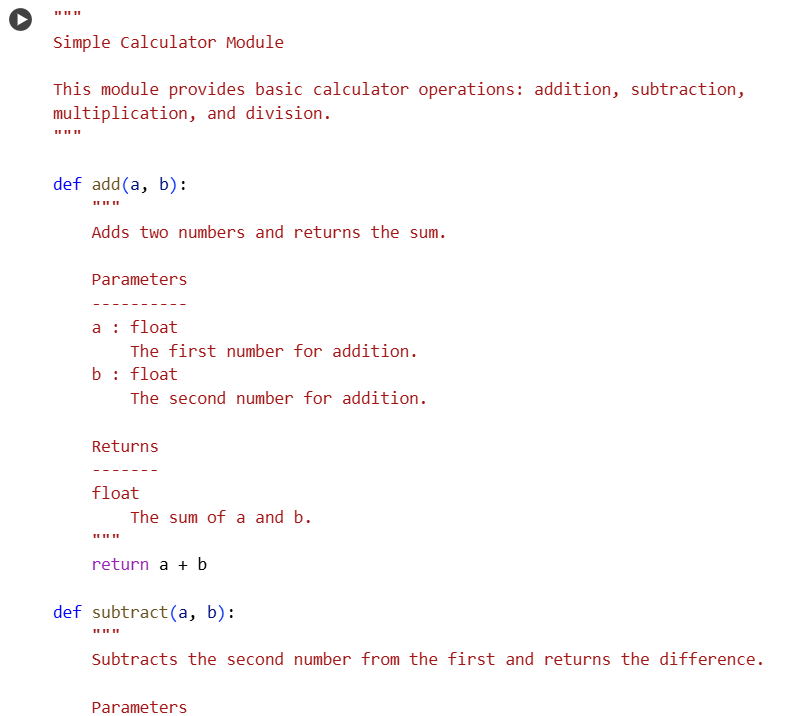 """
Simple Calculator Module

This module provides basic calculator operations: addition, subtraction,
multiplication, and division.
"""

def add(a, b):
    """
    Adds two numbers and returns the sum.

    Parameters
    ----------
    a : float
        The first number for addition.
    b : float
        The second number for addition.

    Returns
    -------
    float
        The sum of a and b.
    """
    return a + b

def subtract(a, b):
    """
    Subtracts the second number from the first and returns the difference.

    Parameters